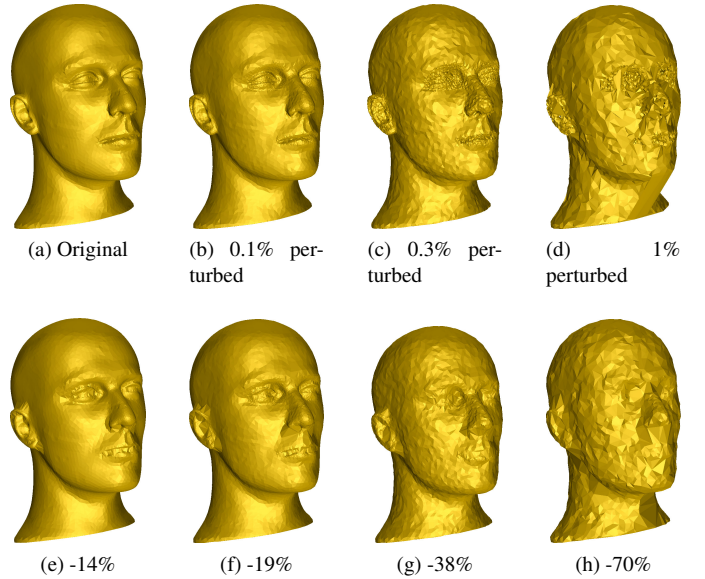 (a) Original
(b) 0.1% per-
turbed
(c) 0.3% per-
turbed
(d) 1%
perturbed
(e) -14%
(f) -19%
(g) -38%
(h) -70%